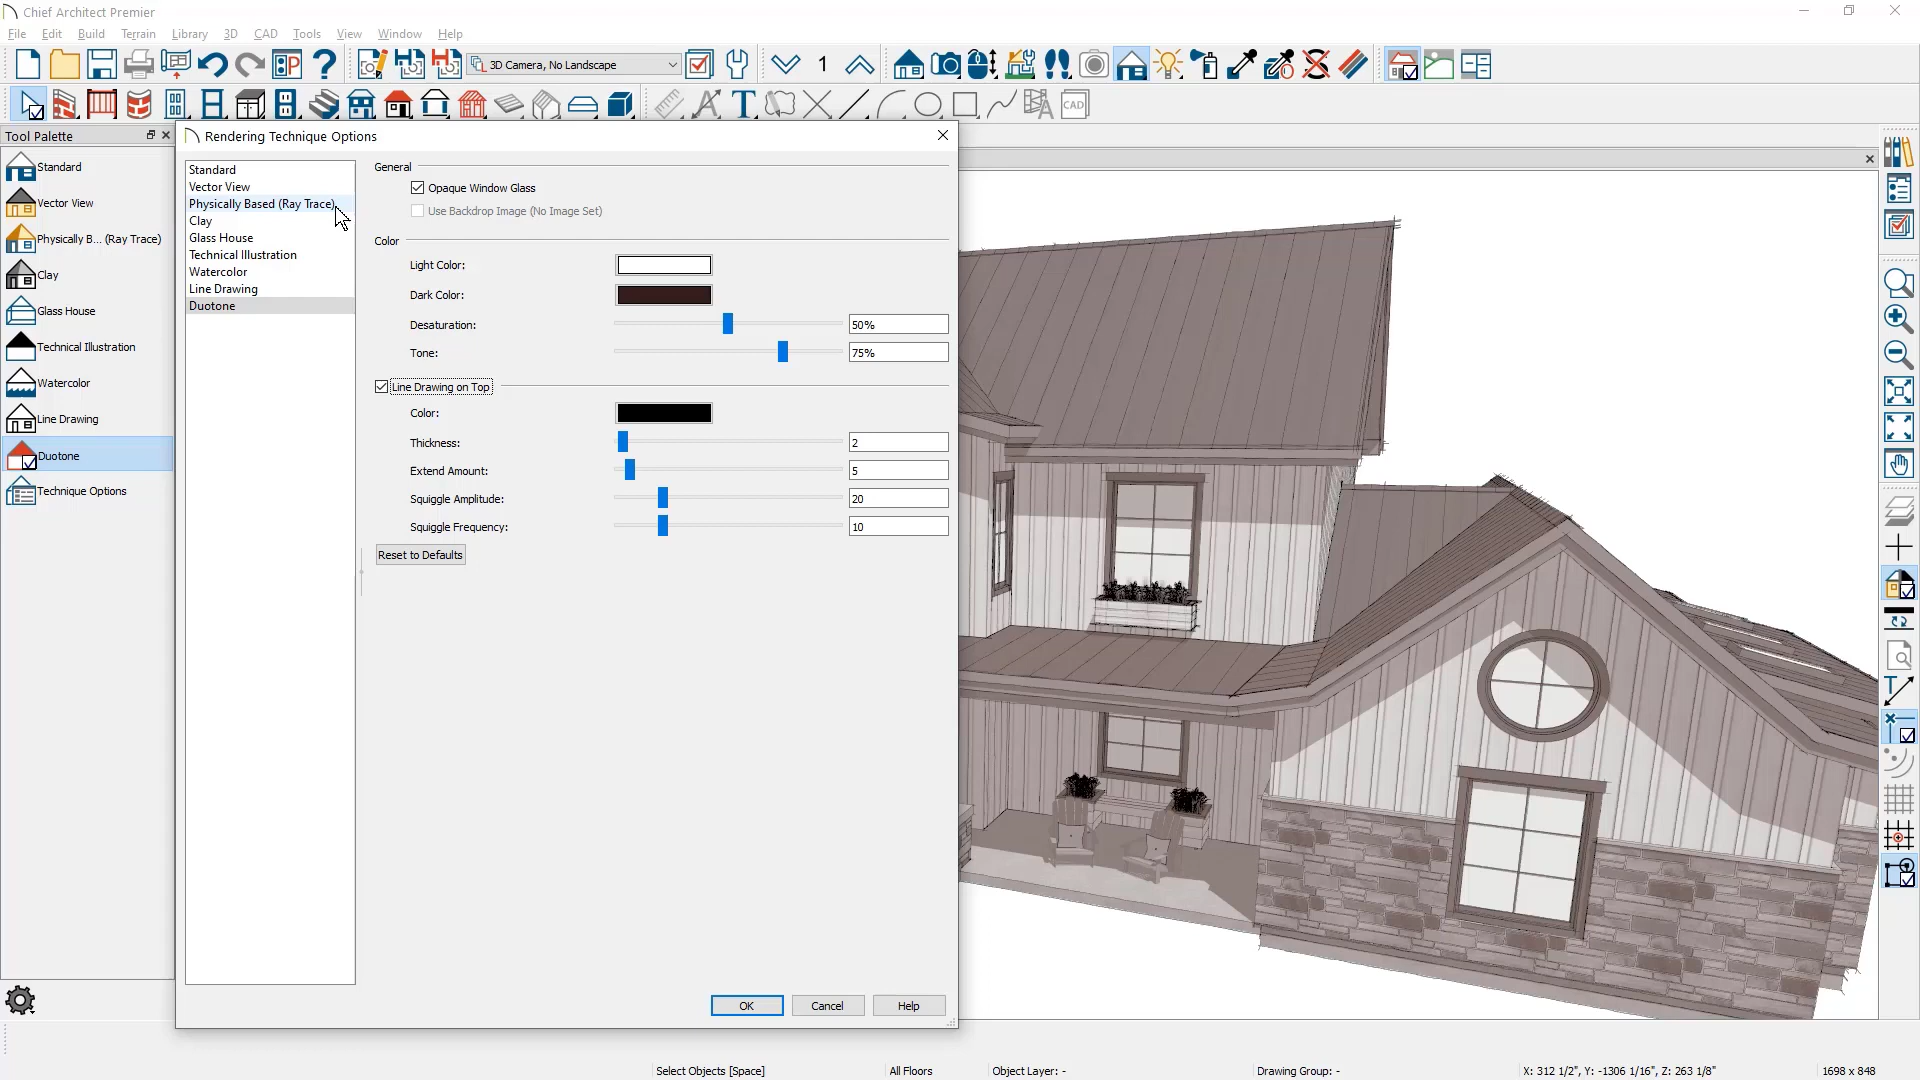 Chief Architect Premier
File Edit Build Terrain Library 3D CAD Tools View Window Help
3D Camera, No Landscape
1
CAD
Tool Palette
Standard
Vector View
Physically B... (Ray Trace)
Clay
Glass House
Technical Illustration
Watercolor
Line Drawing
Duotone
Technique Options
Rendering Technique Options
Standard
Vector View
Physically Based (Ray Trace)
Clay
Glass House
Technical Illustration
Watercolor
Line Drawing
Duotone
General
Opaque Window Glass
Use Backdrop Image (No Image Set)
Color
Light Color:
Dark Color:
Desaturation: 50%
Tone: 75%
Line Drawing on Top
Color:
Thickness: 2
Extend Amount: 5
Squiggle Amplitude: 20
Squiggle Frequency: 10
Reset to Defaults
OK Cancel Help
Select Objects [Space] All Floors Object Layer: - Drawing Group: - X: 312 1/2", Y: -1306 1/16", Z: 263 1/8" 1698 x 848